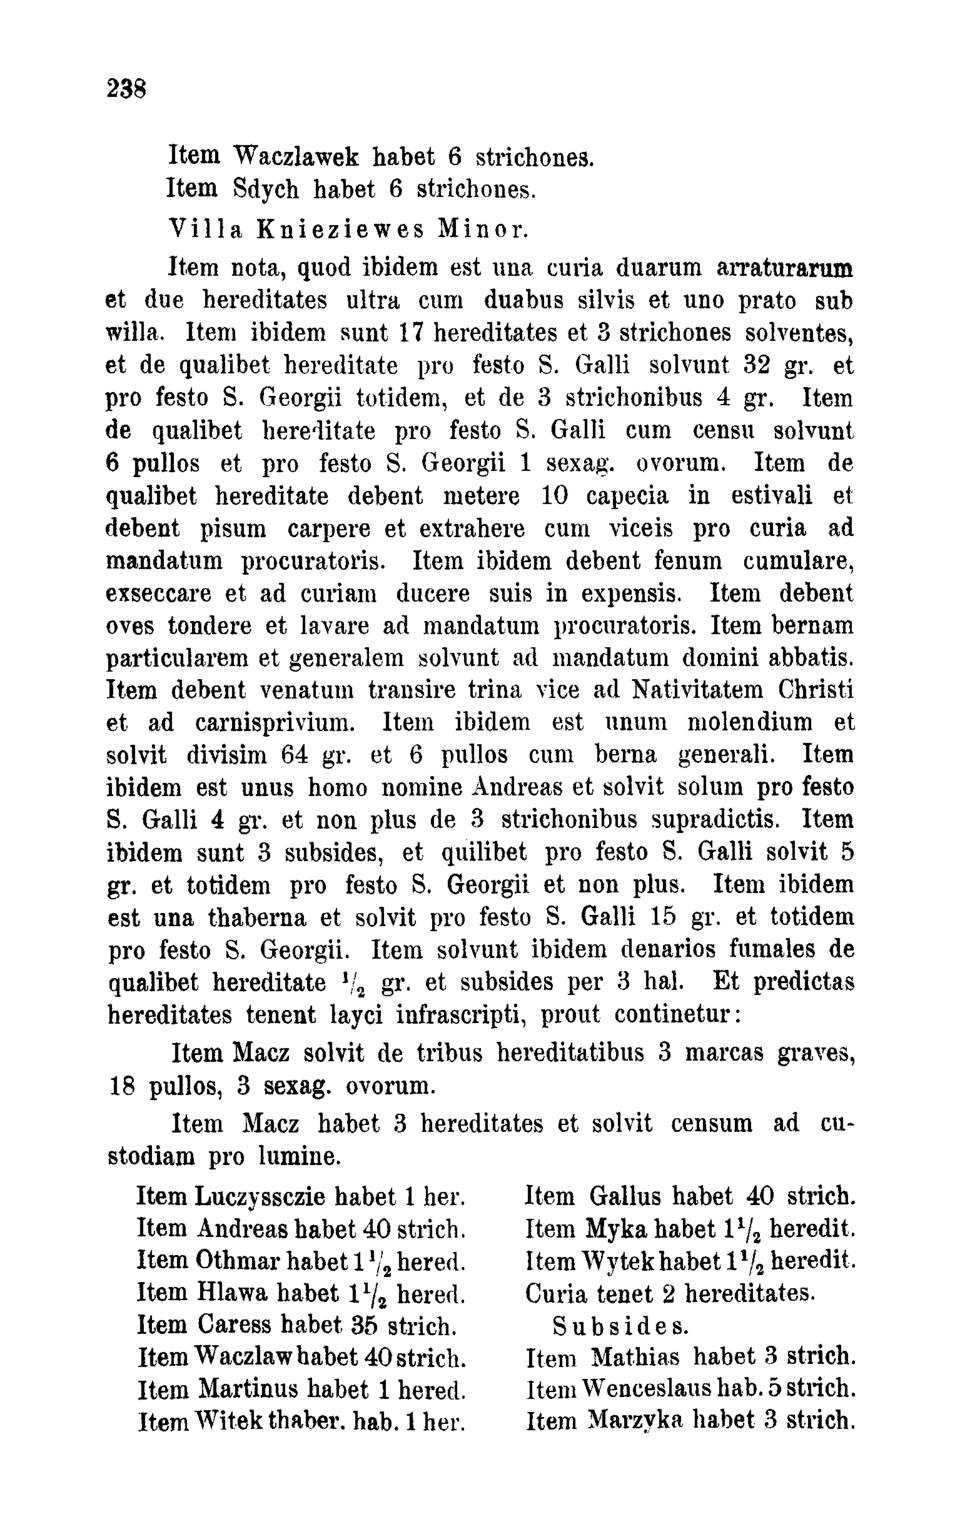 238
Item Waczlawek habet 6 strichones.
Item Sdych habet 6 strichones.
Villa Knieziewes Minor.
Item nota, quod ibidem est una curia duarum arraturarum
et due hereditates ultra cum duabus silvis et uno prato sub
willa. Item ibidem sunt 17 hereditates et 3 strichones solventes,
et de qualibet hereditate pro festo S. Galli solvunt 32 gr. et
pro festo S. Georgii totidem, et de 3 strichonibus 4 gr. Item
de qualibet hereditate pro festo S. Galli cum censu solvunt
6 pullos et pro festo S. Georgii 1 sexag. ovorum. Item de
qualibet hereditate debent metere 10 capecia in estivali et
debent pisum carpere et extrahere cum viceis pro curia ad
mandatum procuratoris. Item ibidem debent fenum cumulare,
exseccare et ad curiam ducere suis in expensis. Item debent
oves tondere et lavare ad mandatum procuratoris. Item bernam
particularem et generalem solvunt ad mandatum domini abbatis.
Item debent venatum transire trina vice ad Nativitatem Christi
et ad carnisprivium. Item ibidem est unum molendium et
solvit divisim 64 gr. et 6 pullos cum berna generali. Item
ibidem est unus homo nomine Andreas et solvit solum pro festo
S. Galli 4 gr. et non plus de 3 strichonibus supradictis. Item
ibidem sunt 3 subsides, et quilibet pro festo S. Galli solvit 5
gr. et totidem pro festo S. Georgii et non plus. Item ibidem
est una thaberna et solvit pro festo S. Galli 15 gr. et totidem
pro festo S. Georgii. Item solvunt ibidem denarios fumales de
qualibet hereditate 1/2 gr. et subsides per 3 hal. Et predictas
hereditates tenent layci infrascripti, prout continetur:
Item Macz solvit de tribus hereditatibus 3 marcas graves,
18 pullos, 3 sexag. ovorum.
Item Macz habet 3 hereditates et solvit censum ad cu-
stodiam pro lumine.
Item Luczyssczie habet 1 her.
Item Andreas habet 40 strich.
Item Othmar habet 1 1/2 hered.
Item Hlawa habet 1 1/2 hered.
Item Caress habet 35 strich.
Item Waczlaw habet 40 strich.
Item Martinus habet 1 hered.
Item Witek thaber. hab. 1 her.
Item Gallus habet 40 strich.
Item Myka habet 1 1/2 heredit.
Item Wytek habet 1 1/2 heredit.
Curia tenet 2 hereditates.
Subsides.
Item Mathias habet 3 strich.
Item Wenceslaus hab. 5 strich.
Item Marzyka habet 3 strich.